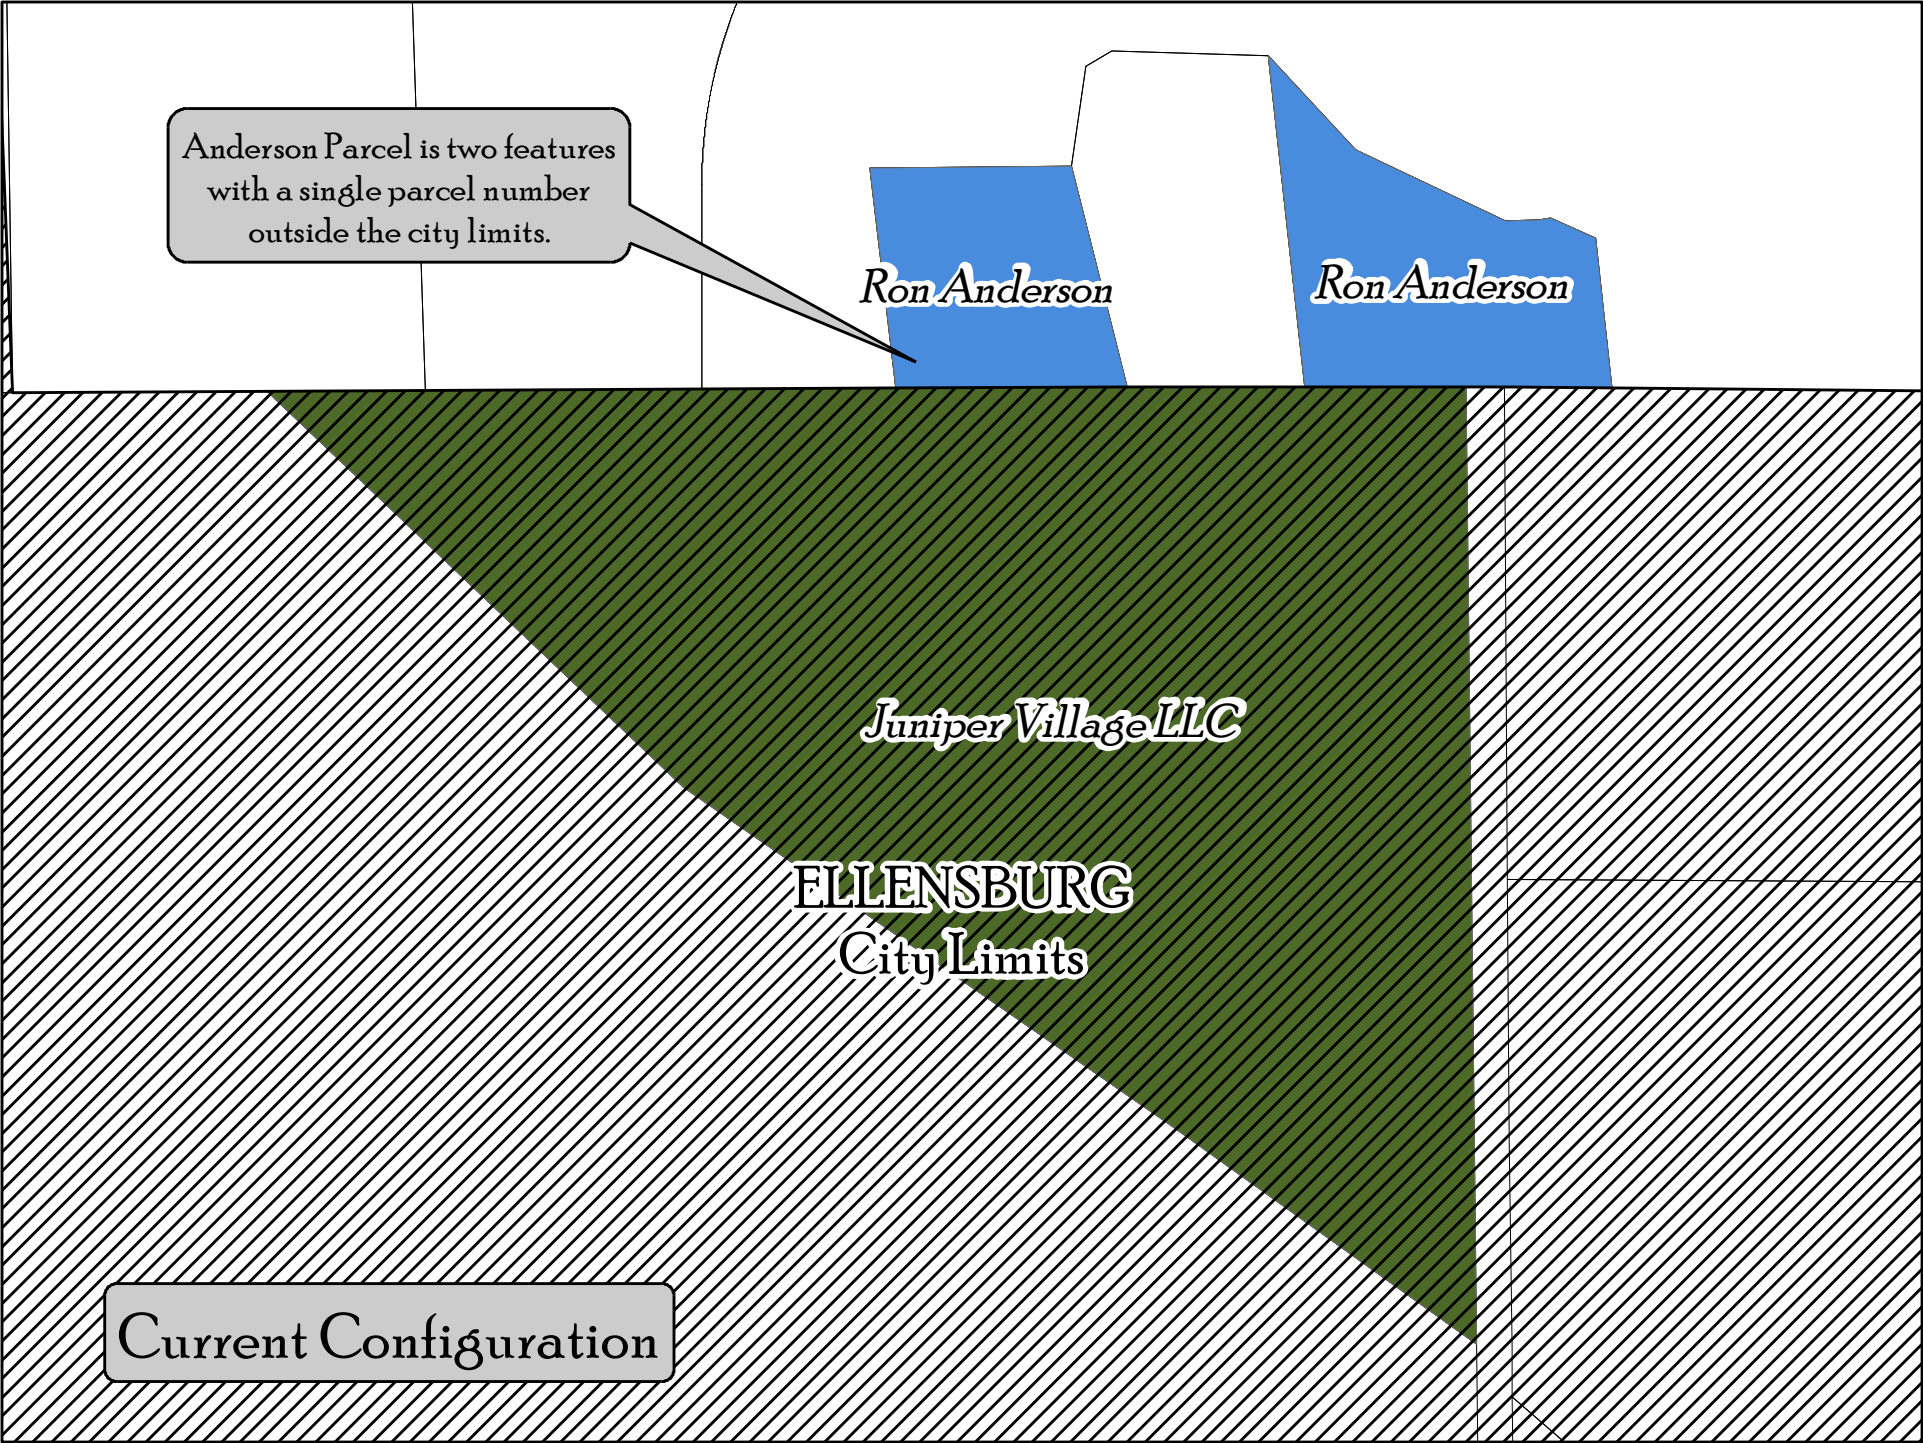 Anderson Parcel is two features
with a single parcel number
outside the city limits.
Ron Anderson
Ron Anderson
Juniper Village LLC
ELLENSBURG
City Limits
Current Configuration